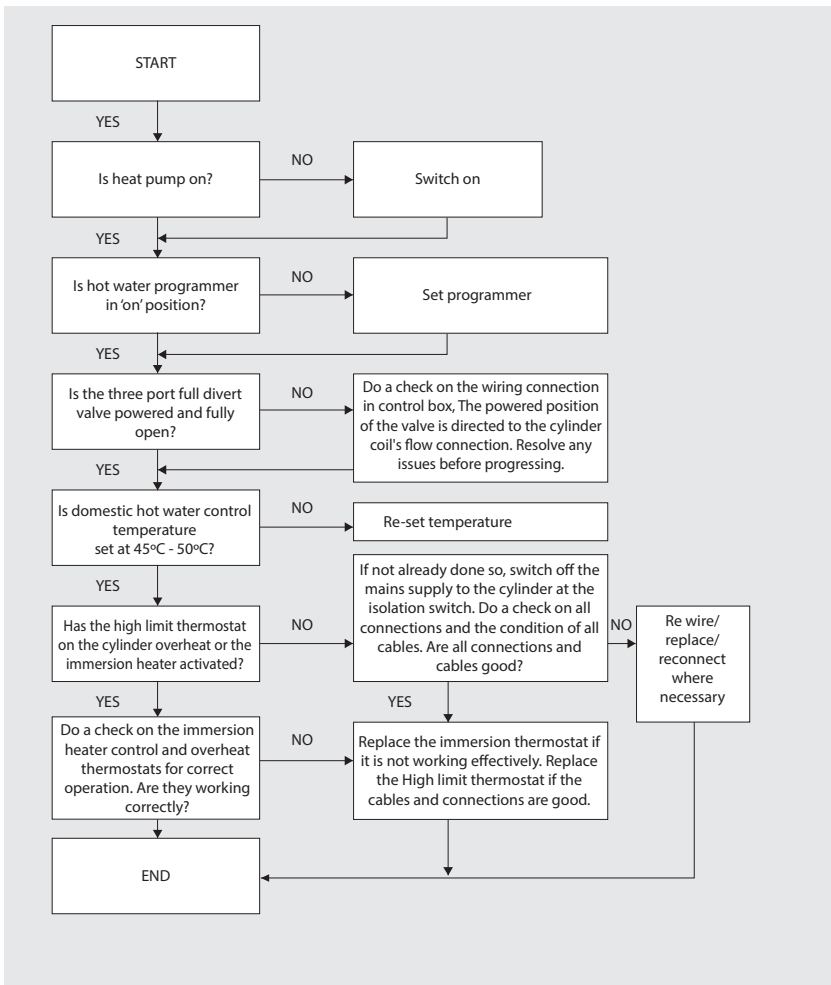 START
YES
Is heat pump on?
NO
Switch on
YES
Is hot water programmer
in ‘on’ position?
NO
Set programmer
YES
Is the three port full divert
valve powered and fully
open?
NO
Do a check on the wiring connection
in control box, The powered position
of the valve is directed to the cylinder
coil's flow connection. Resolve any
issues before progressing.
YES
Is domestic hot water control
temperature
set at 45ºC - 50ºC?
NO
Re-set temperature
YES
Has the high limit thermostat
on the cylinder overheat or the
immersion heater activated?
NO
If not already done so, switch off the
mains supply to the cylinder at the
isolation switch. Do a check on all
connections and the condition of all
cables. Are all connections and
cables good?
NO
Re wire/
replace/
reconnect
where
necessary
YES
Do a check on the immersion
heater control and overheat
thermostats for correct
operation. Are they working
correctly?
NO
YES
Replace the immersion thermostat if
it is not working effectively. Replace
the High limit thermostat if the
cables and connections are good.
END